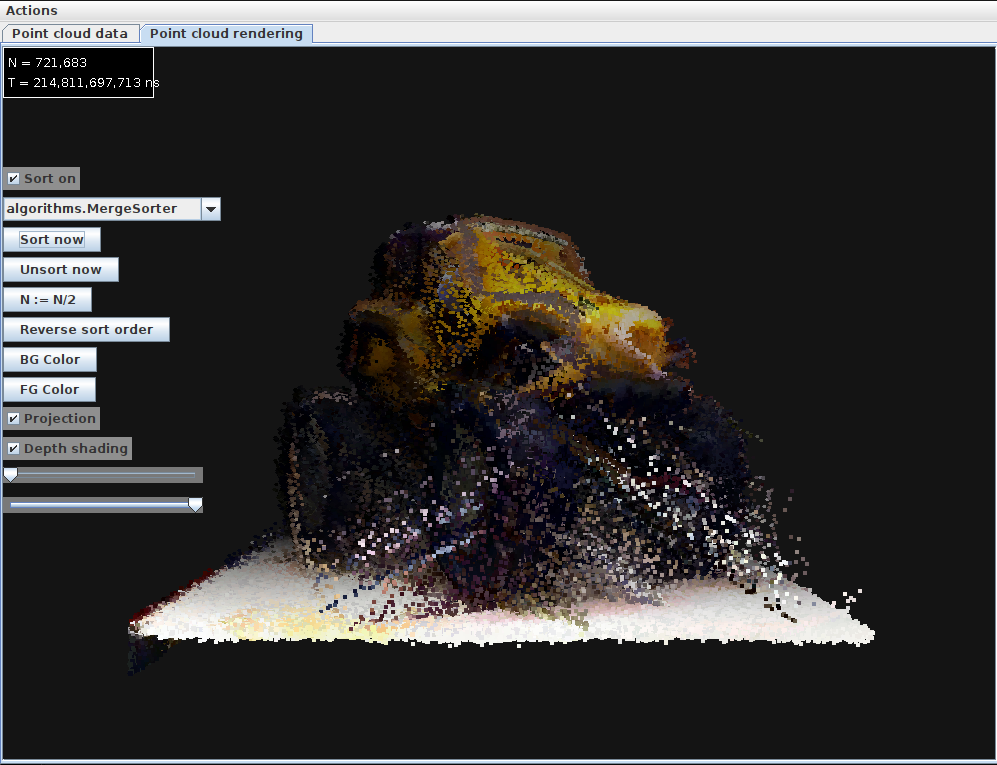 Actions
Point cloud data
Point cloud rendering
N = 721,683
T = 214,811,697,713 ns
Sort on
algorithms.MergeSorter
Sort now
Unsort now
N := N/2
Reverse sort order
BG Color
FG Color
Projection
Depth shading